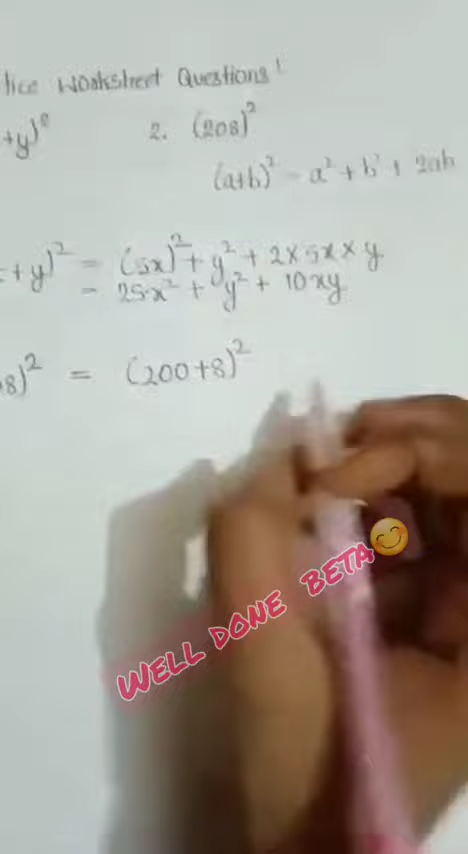 tice Worksheet Questions!
+y)² 2. (208)²
(a+b)² = a² + b² + 2ab
+ y)² = (5x)² + y² + 2 × 5x × y
= 25x² + y² + 10xy
8)² = (200+8)²
WELL DONE BETA😊